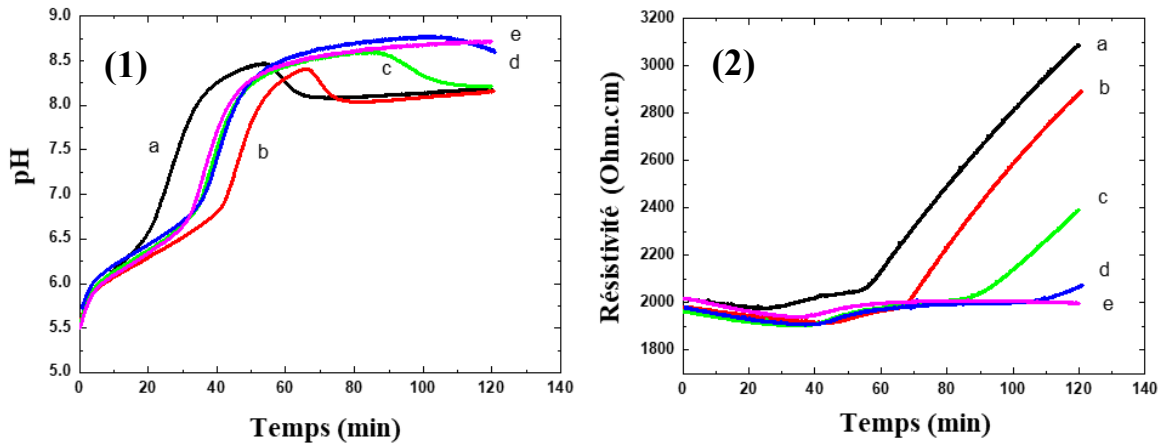 (1)
pH
9.0
8.5
8.0
7.5
7.0
6.5
6.0
5.5
5.0
0 20 40 60 80 100 120 140
Temps (min)
a
b
c
e
d
(2)
Résistivité (Ohm.cm)
3200
3000
2800
2600
2400
2200
2000
1800
0 20 40 60 80 100 120 140
Temps (min)
a
b
c
d
e